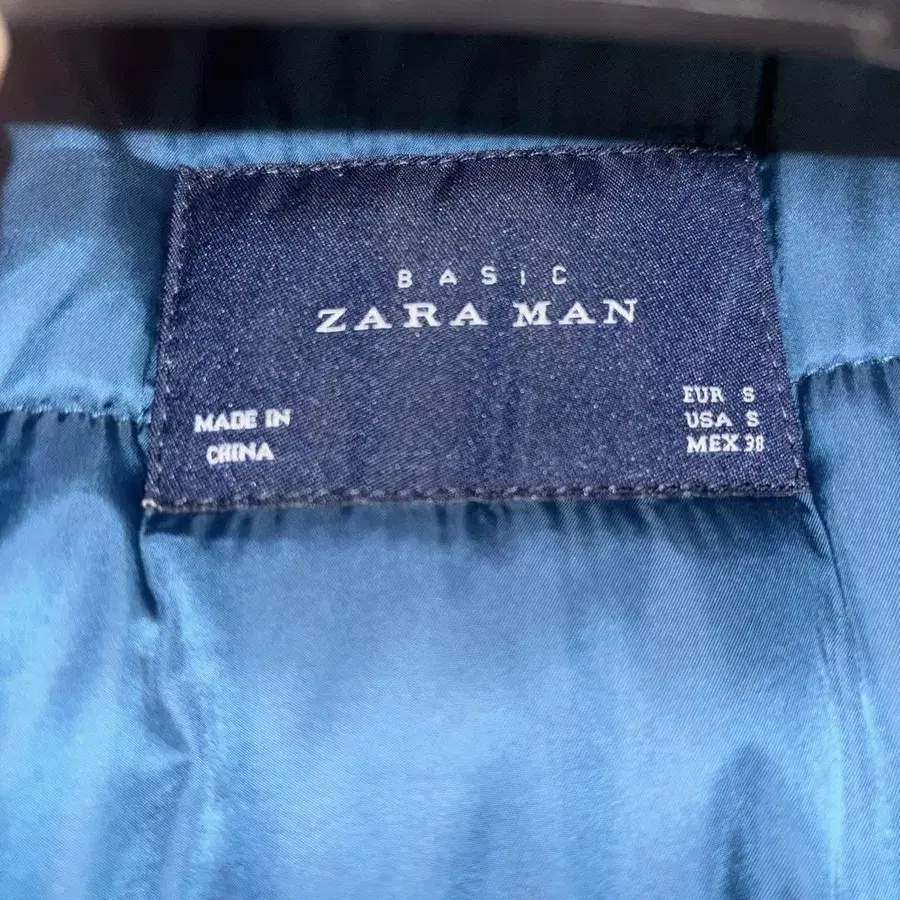 BASIC
ZARA MAN
MADE IN
CHINA
EUR S
USA S
MEX 38